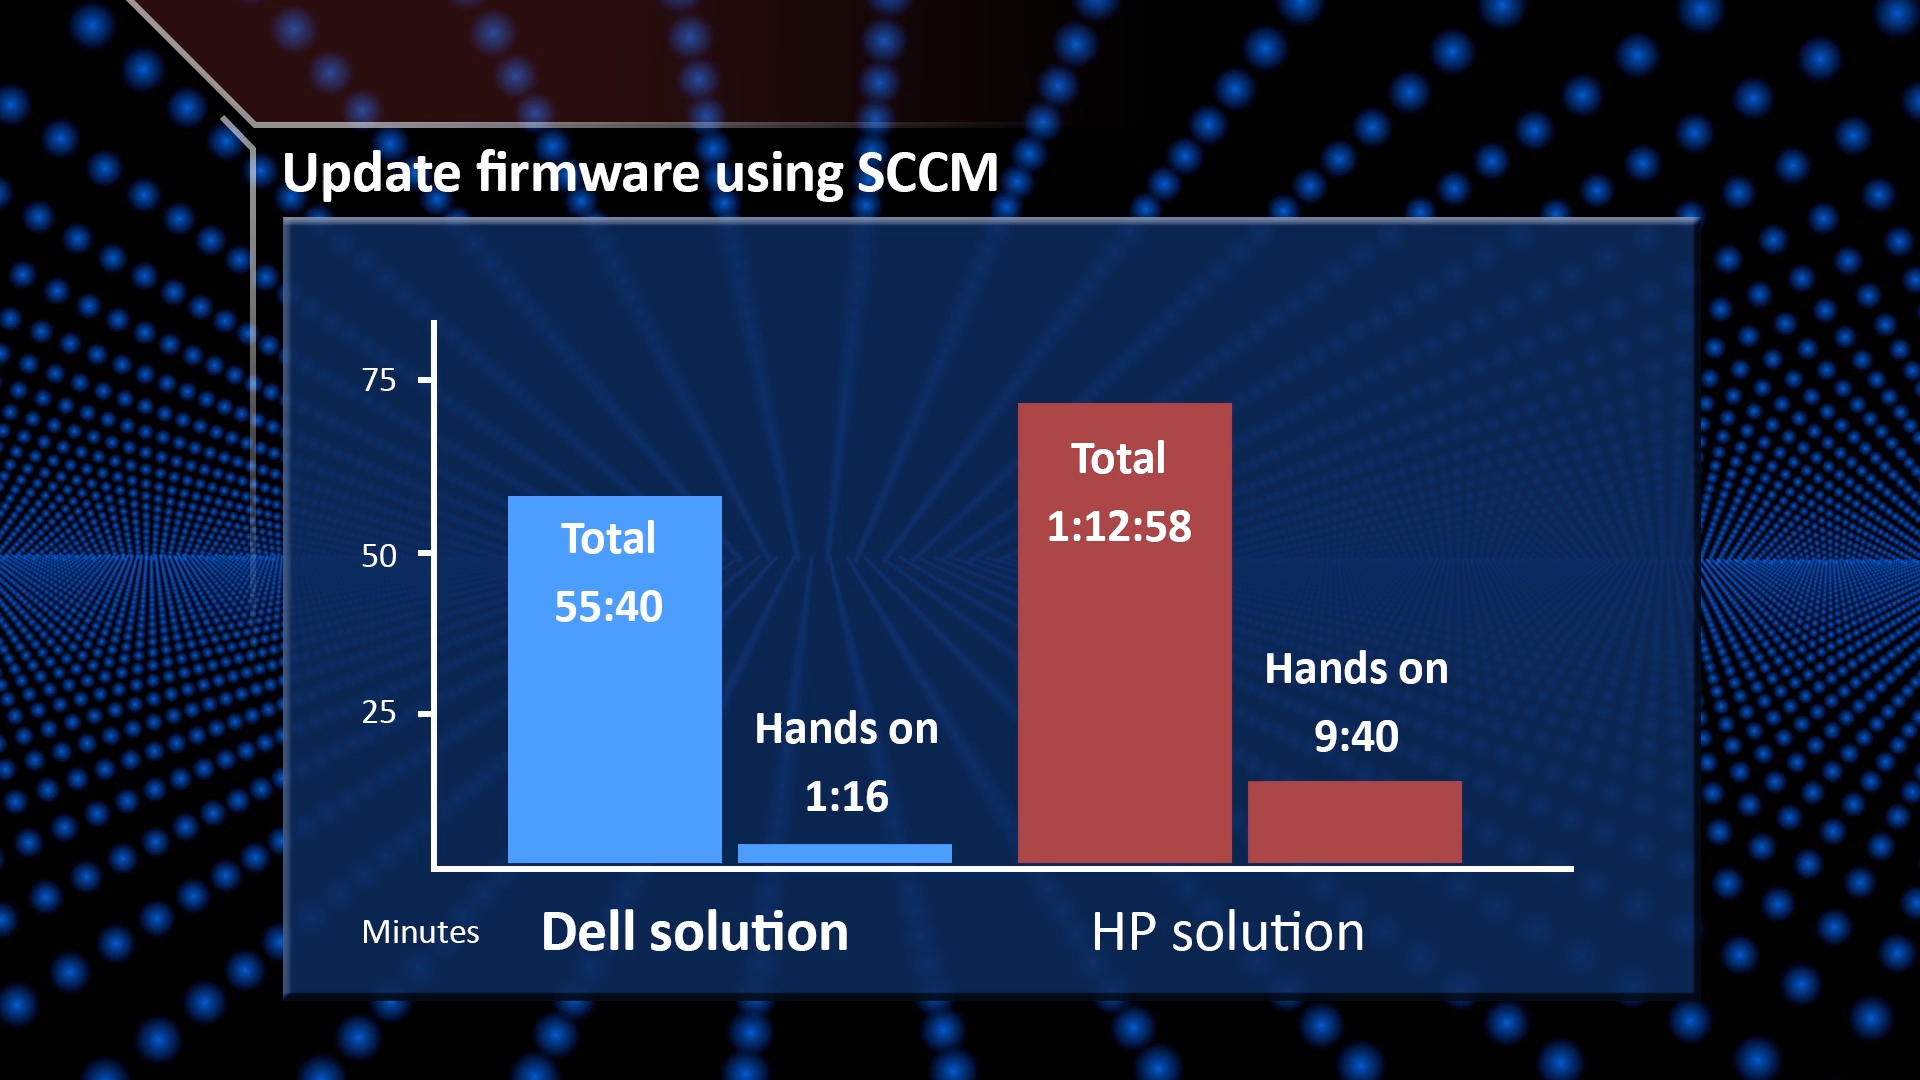 Update firmware using SCCM
75
50
25
Total
55:40
Hands on
1:16
Total
1:12:58
Hands on
9:40
Minutes
Dell solution
HP solution